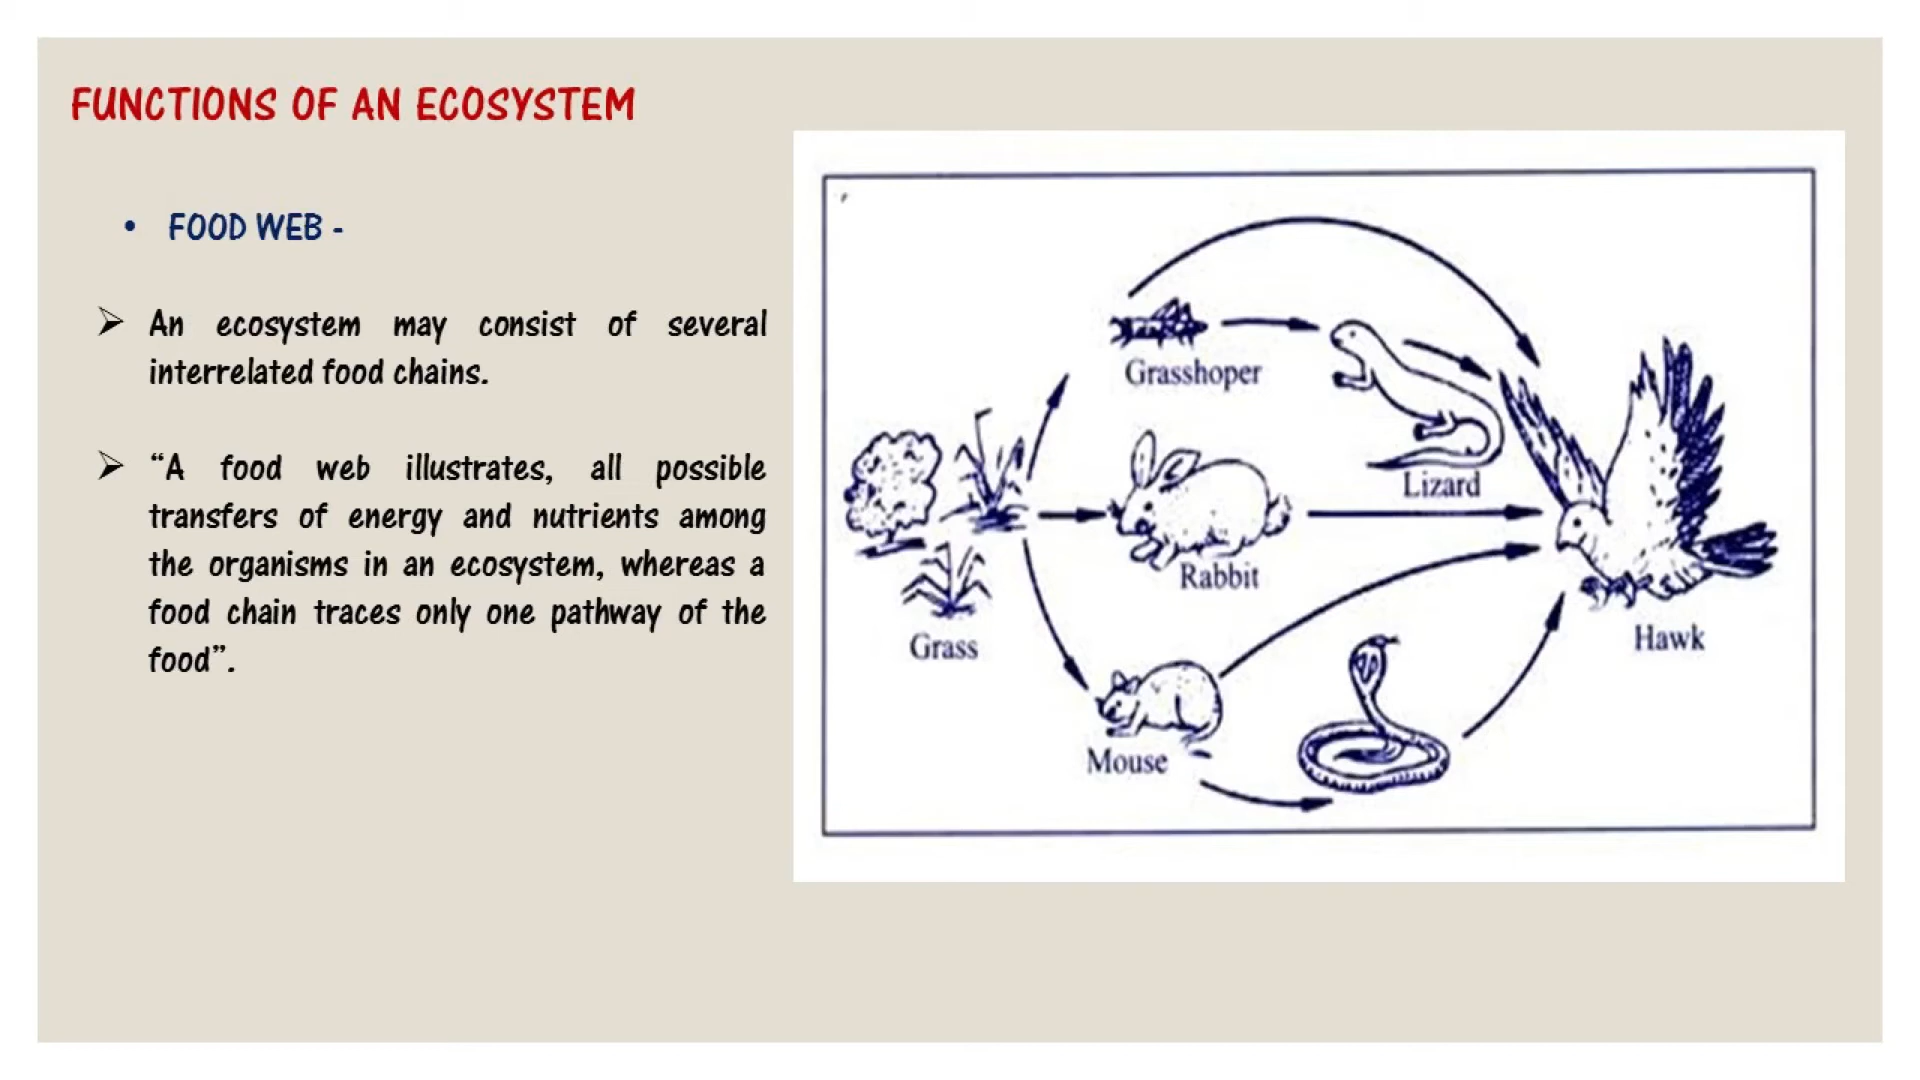 FUNCTIONS OF AN ECOSYSTEM
• FOOD WEB -
➢ An ecosystem may consist of several
interrelated food chains.
➢ “A food web illustrates, all possible
transfers of energy and nutrients among
the organisms in an ecosystem, whereas a
food chain traces only one pathway of the
food”.
Grasshoper
Lizard
Rabbit
Grass
Hawk
Mouse